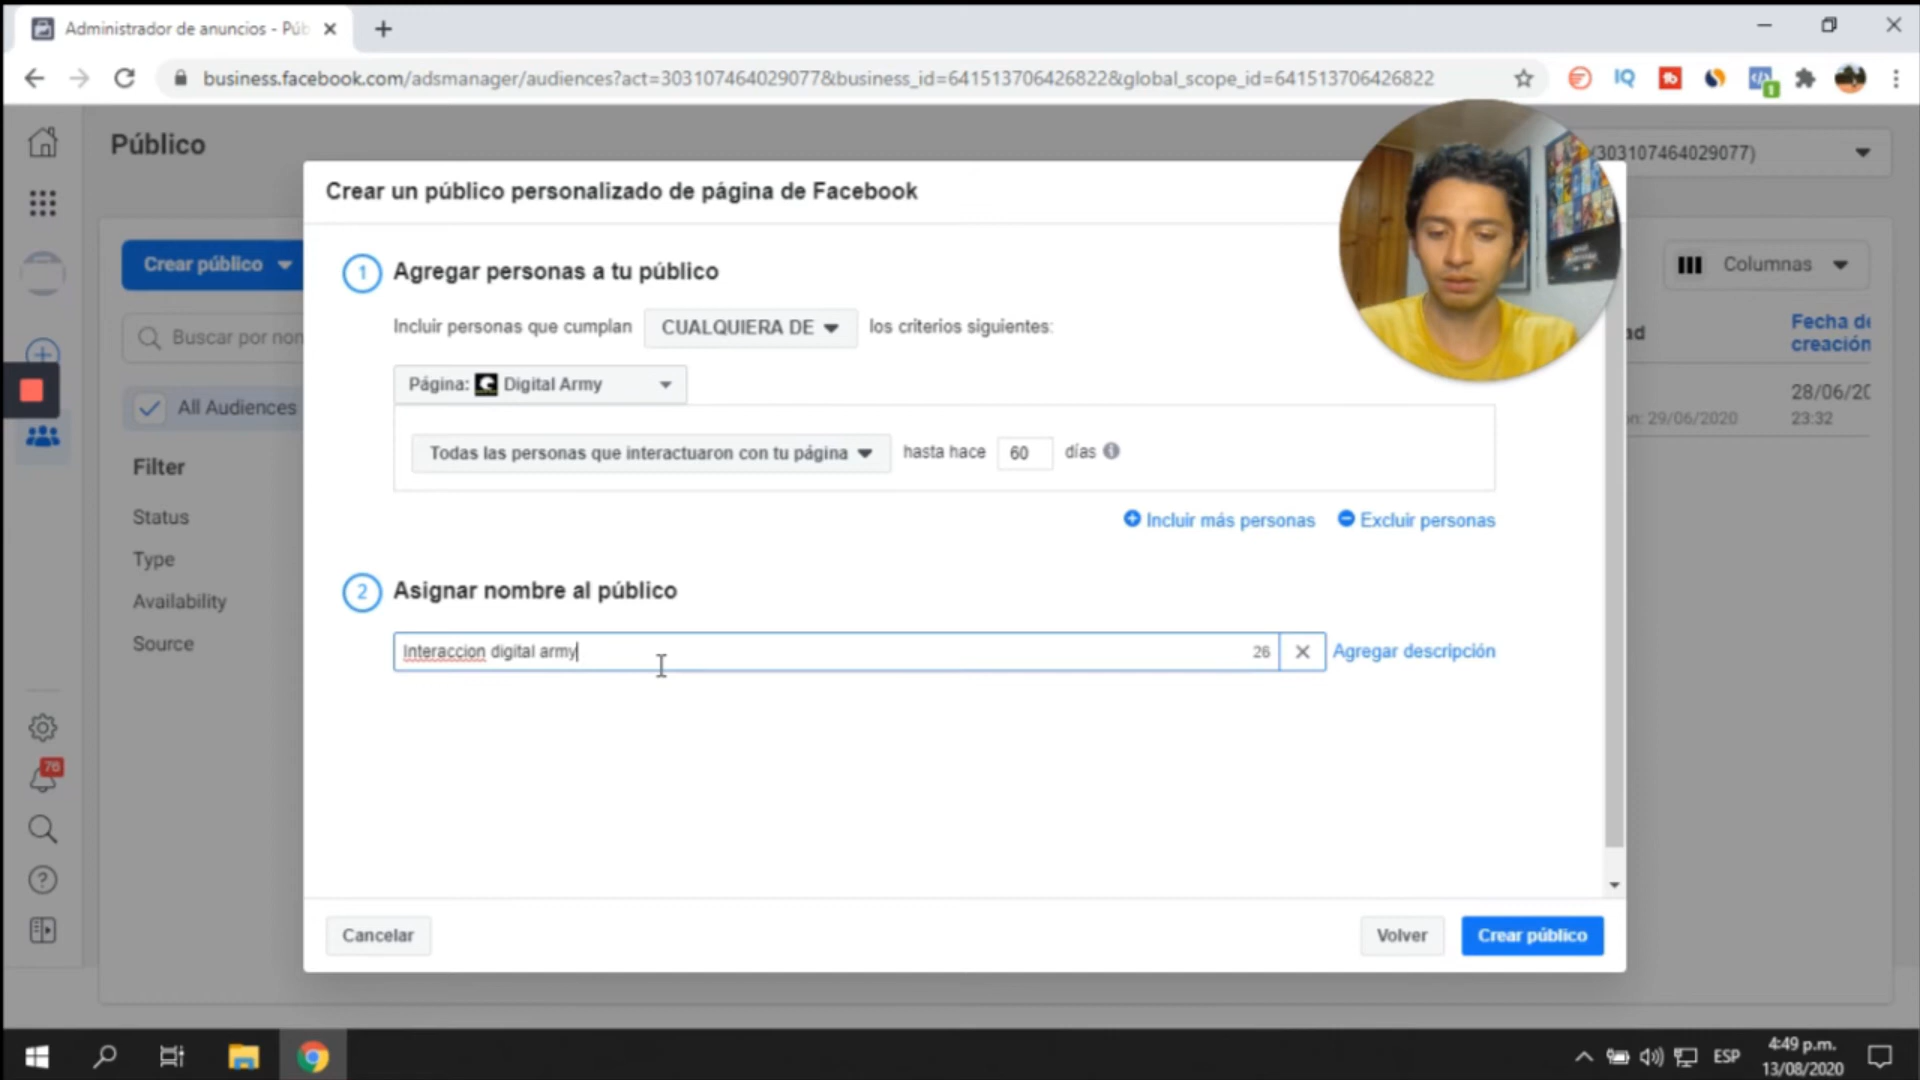 Administrador de anuncios - Púb
business.facebook.com/adsmanager/audiences?act=303107464029077&business_id=641513706426822&global_scope_id=641513706426822
IQ
1
Público
(303107464029077)
Crear un público personalizado de página de Facebook
Crear público
Columnas
1 Agregar personas a tu público
Incluir personas que cumplan CUALQUIERA DE los criterios siguientes:
Buscar por nom
ad
Fecha de
creación
Página: Digital Army
All Audiences
28/06/20
n: 29/06/2020
23:32
Todas las personas que interactuaron con tu página hasta hace 60 días
Filter
Status
Incluir más personas Excluir personas
Type
2 Asignar nombre al público
Availability
Source
Interaccion digital army 26 Agregar descripción
76
Cancelar Volver Crear público
ESP
4:49 p.m.
13/08/2020